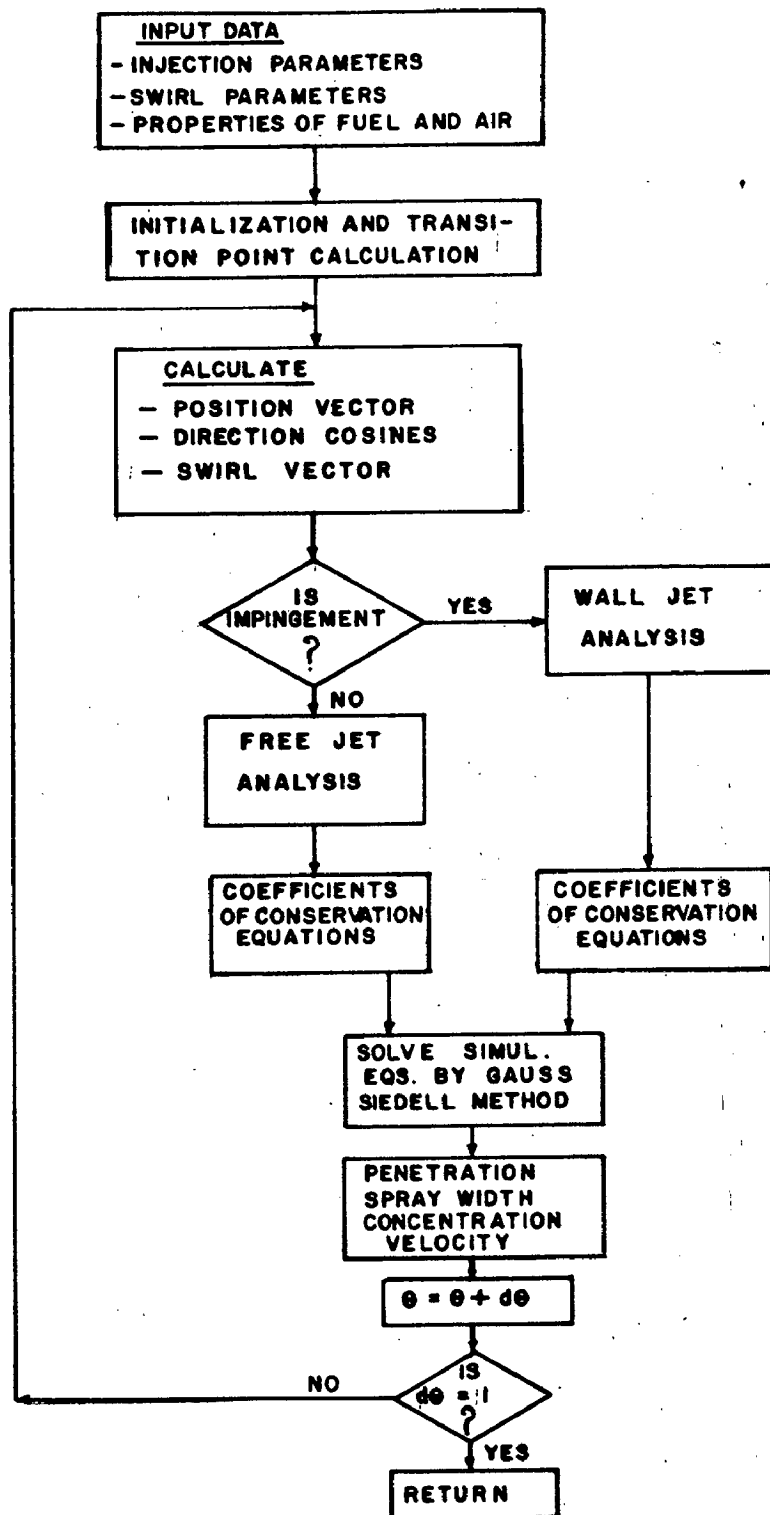 INPUT DATA
- INJECTION PARAMETERS
- SWIRL PARAMETERS
- PROPERTIES OF FUEL AND AIR
INITIALIZATION AND TRANSI-
TION POINT CALCULATION
CALCULATE
- POSITION VECTOR
- DIRECTION COSINES
- SWIRL VECTOR
IS
IMPINGEMENT
?
YES
WALL JET
ANALYSIS
NO
FREE JET
ANALYSIS
COEFFICIENTS
OF CONSERVATION
EQUATIONS
COEFFICIENTS
OF CONSERVATION
EQUATIONS
SOLVE SIMUL.
EQS. BY GAUSS
SIEDELL METHOD
PENETRATION
SPRAY WIDTH
CONCENTRATION
VELOCITY
θ = θ + dθ
IS
dθ = 1
?
NO
YES
RETURN